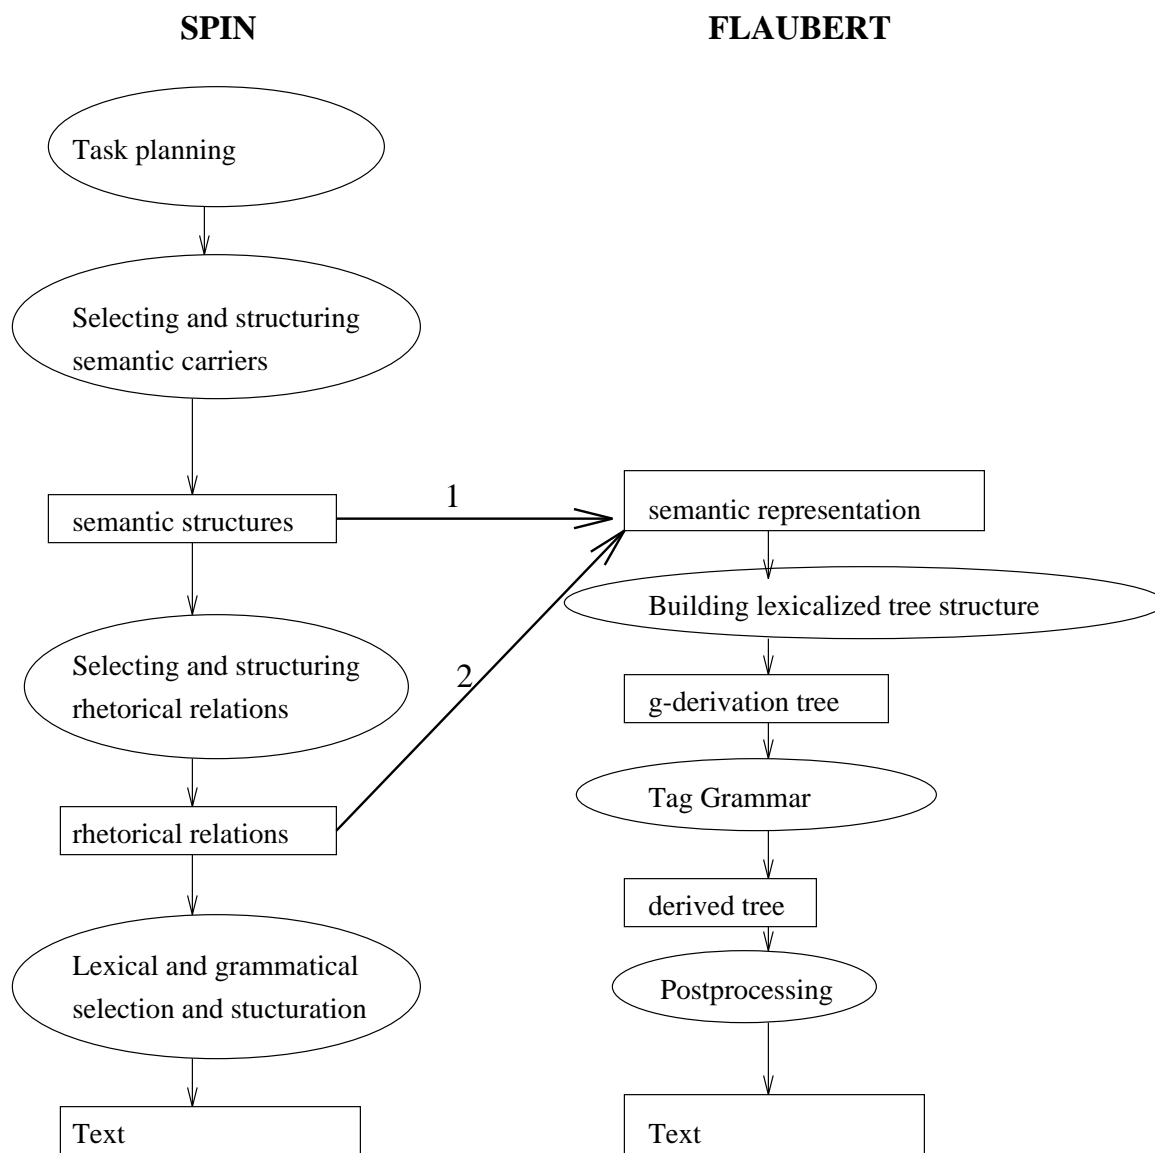 SPIN
FLAUBERT
Task planning
Selecting and structuring
semantic carriers
semantic structures
1
semantic representation
Building lexicalized tree structure
Selecting and structuring
rhetorical relations
2
g-derivation tree
Tag Grammar
rhetorical relations
derived tree
Lexical and grammatical
selection and stucturation
Postprocessing
Text
Text